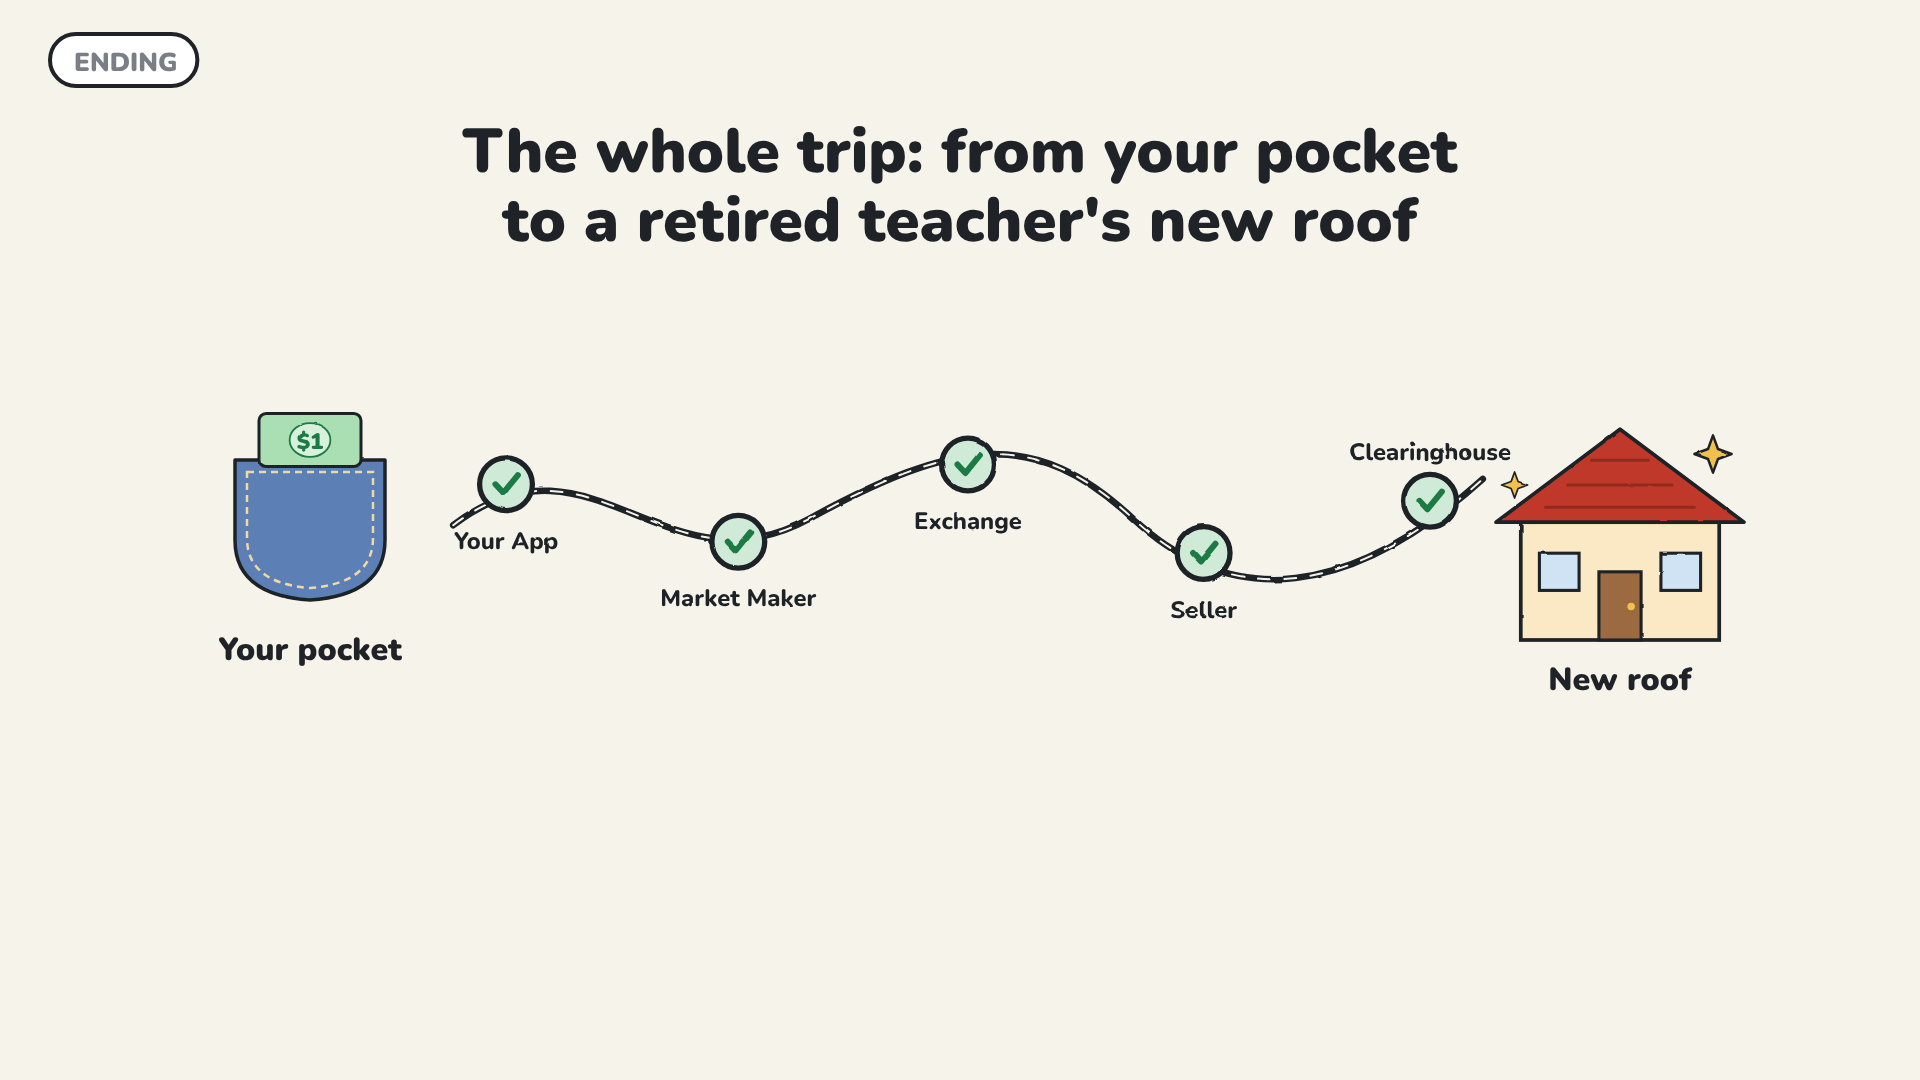 ENDING
The whole trip: from your pocket
to a retired teacher's new roof
$1
Your App
Market Maker
Exchange
Seller
Clearinghouse
Your pocket
New roof